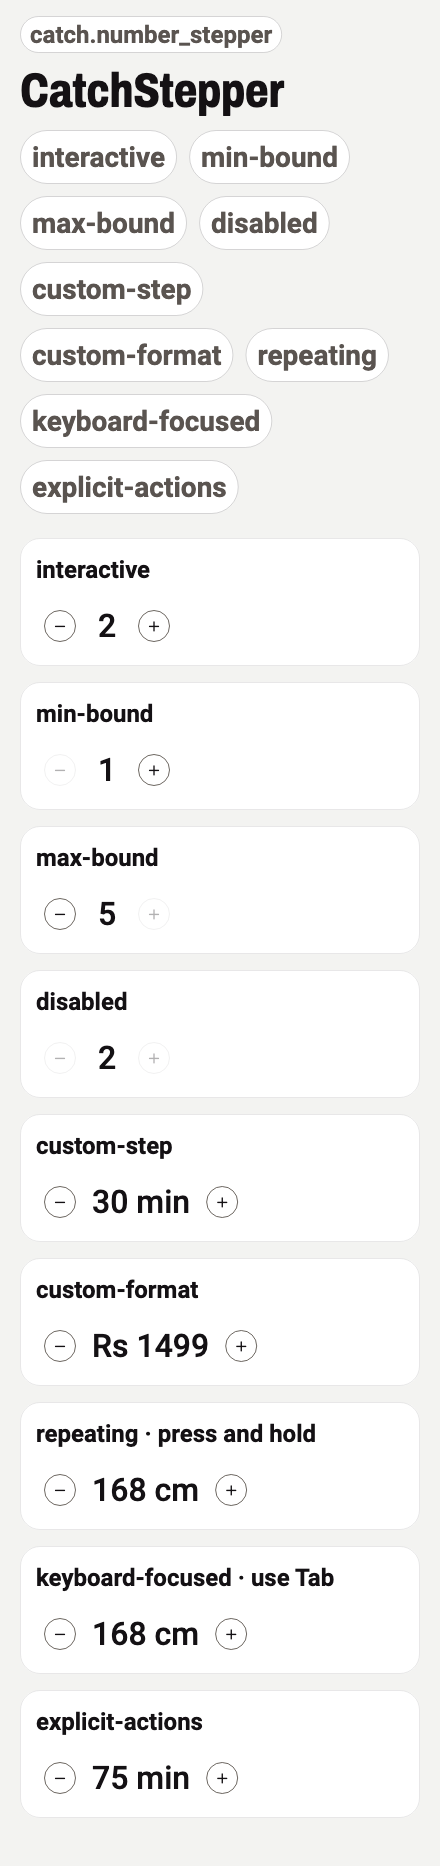 catch.number_stepper
CatchStepper
interactive min-bound
max-bound disabled
custom-step
custom-format repeating
keyboard-focused
explicit-actions
interactive
− 2 +
min-bound
− 1 +
max-bound
− 5 +
disabled
− 2 +
custom-step
− 30 min +
custom-format
− Rs 1499 +
repeating · press and hold
− 168 cm +
keyboard-focused · use Tab
− 168 cm +
explicit-actions
− 75 min +